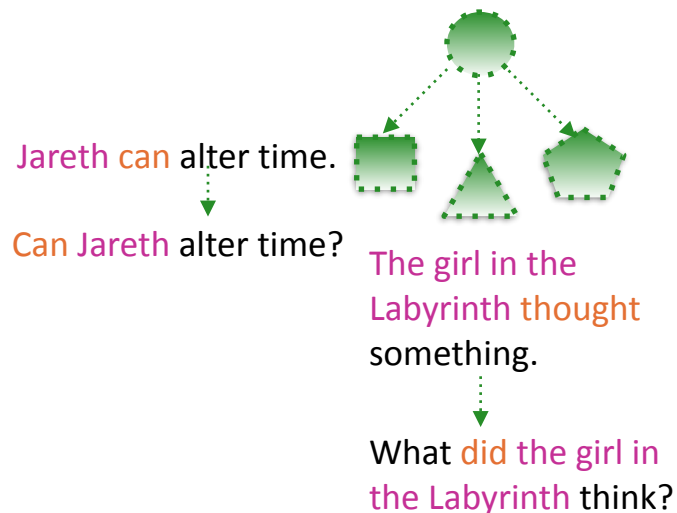 Jareth can alter time.
Can Jareth alter time?
The girl in the
Labyrinth thought
something.
What did the girl in
the Labyrinth think?